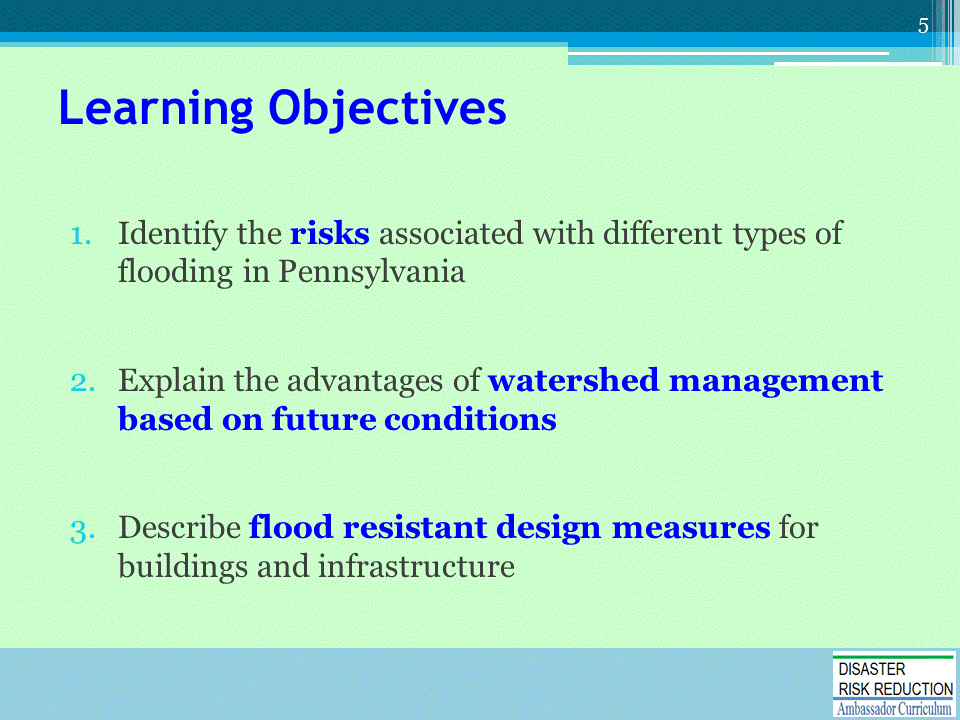 5
Learning Objectives
1. Identify the risks associated with different types of
flooding in Pennsylvania
2. Explain the advantages of watershed management
based on future conditions
3. Describe flood resistant design measures for
buildings and infrastructure
DISASTER
RISK REDUCTION
Ambassador Curriculum